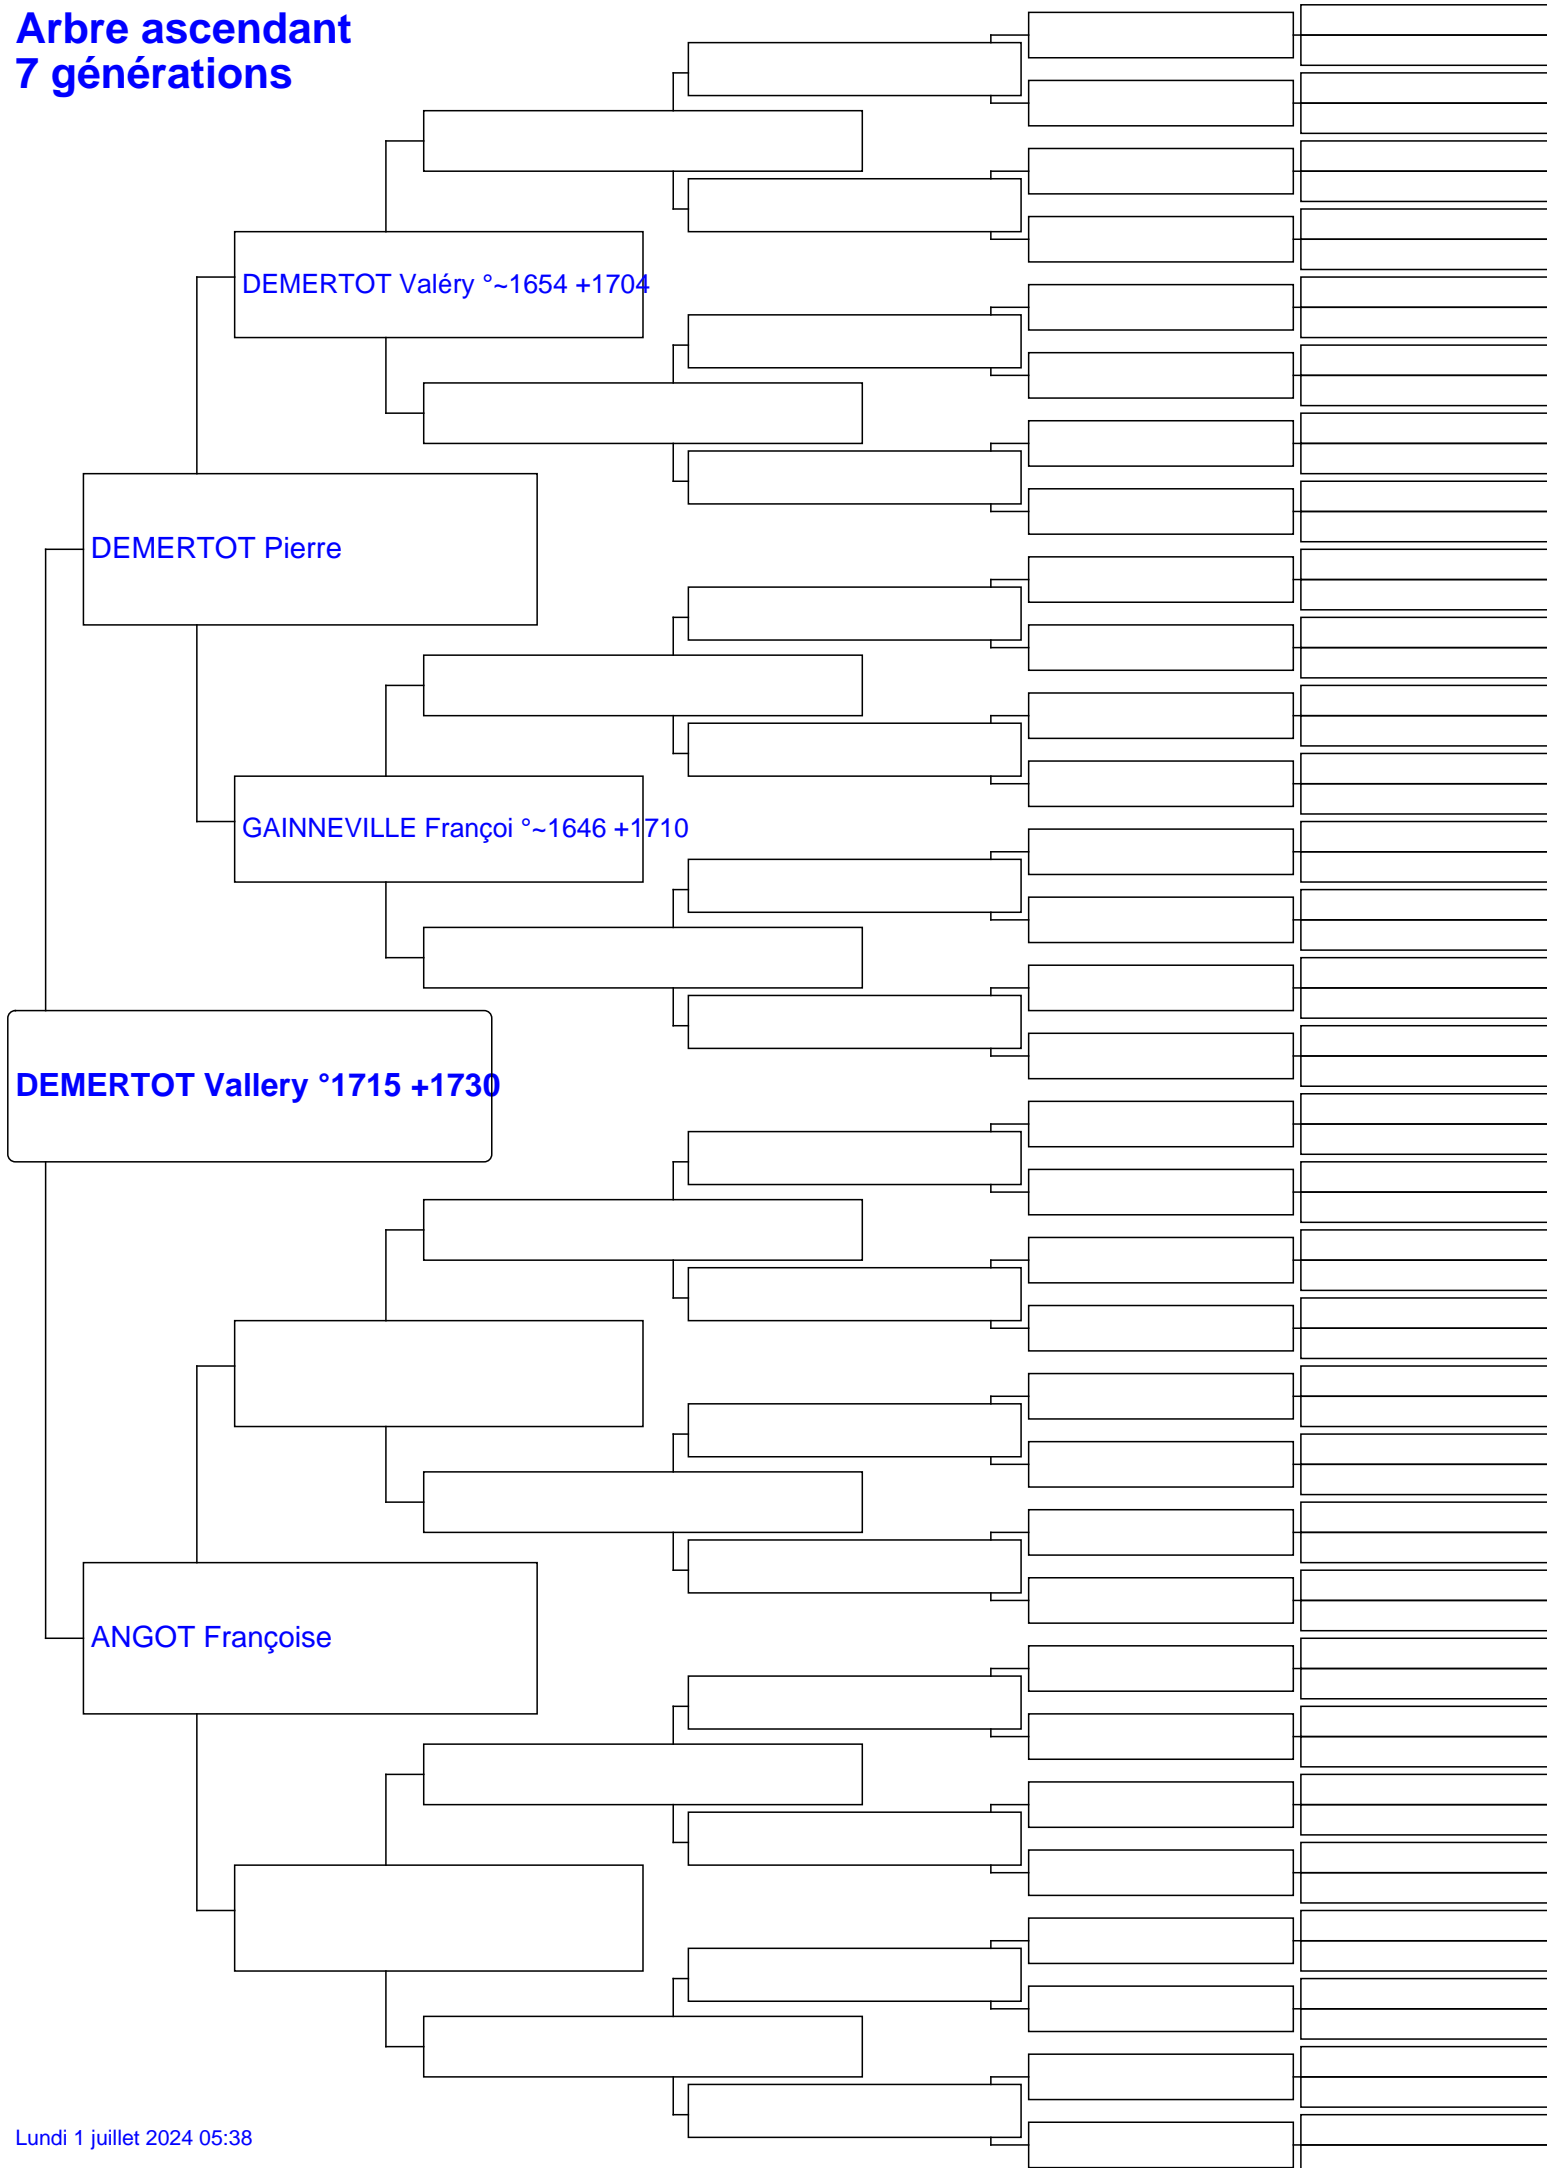 Arbre ascendant
7 générations
DEMERTOT Valéry °~1654 +1704
DEMERTOT Pierre
GAINNEVILLE Françoi °~1646 +1710
DEMERTOT Vallery °1715 +1730
ANGOT Françoise
Lundi 1 juillet 2024 05:38